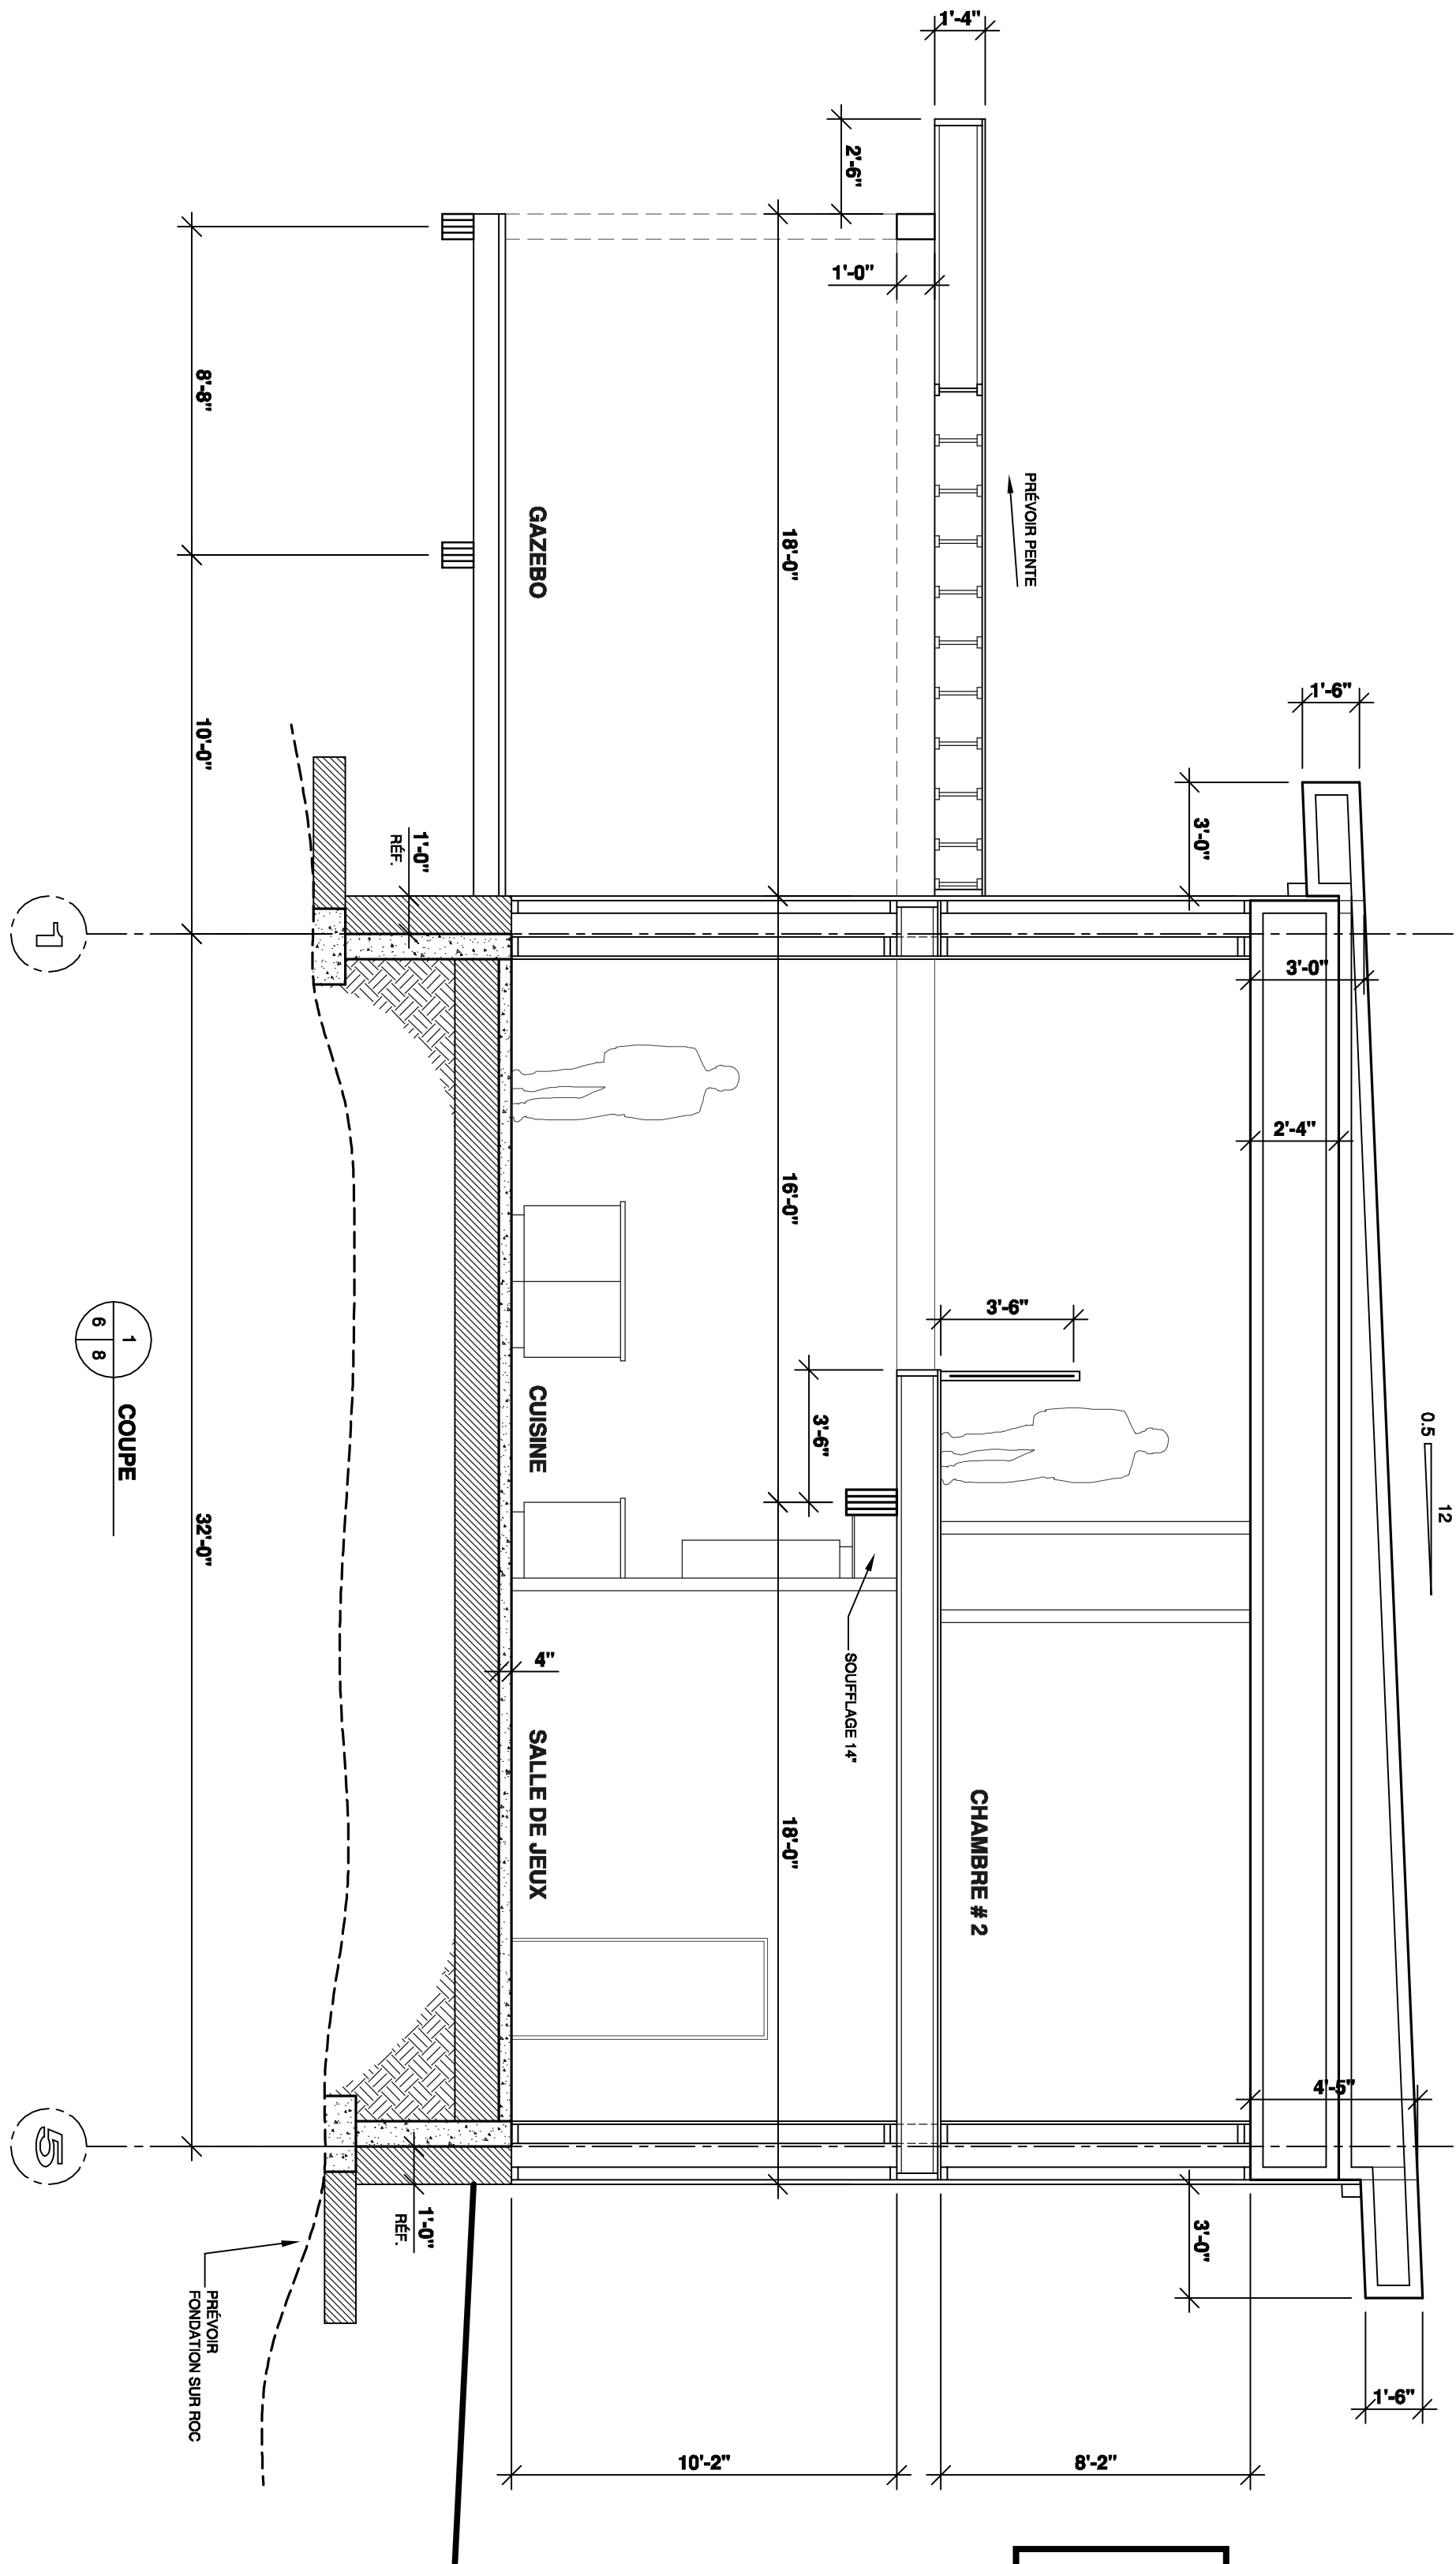 0.5
12
1'-6"
3'-0"
3'-0"
2'-4"
4'-5"
3'-0"
1'-6"
1'-4"
PRÉVOIR PENTE
2'-6"
1'-0"
3'-6"
CHAMBRE # 2
8'-2"
18'-0"
16'-0"
3'-6"
SOUFFLAGE 14"
18'-0"
10'-2"
GAZEBO
CUISINE
4"
SALLE DE JEUX
1'-0"
RÉF.
1'-0"
RÉF.
8'-8"
10'-0"
32'-0"
PRÉVOIR
FONDATION SUR ROC
1
6 8
COUPE
1
5